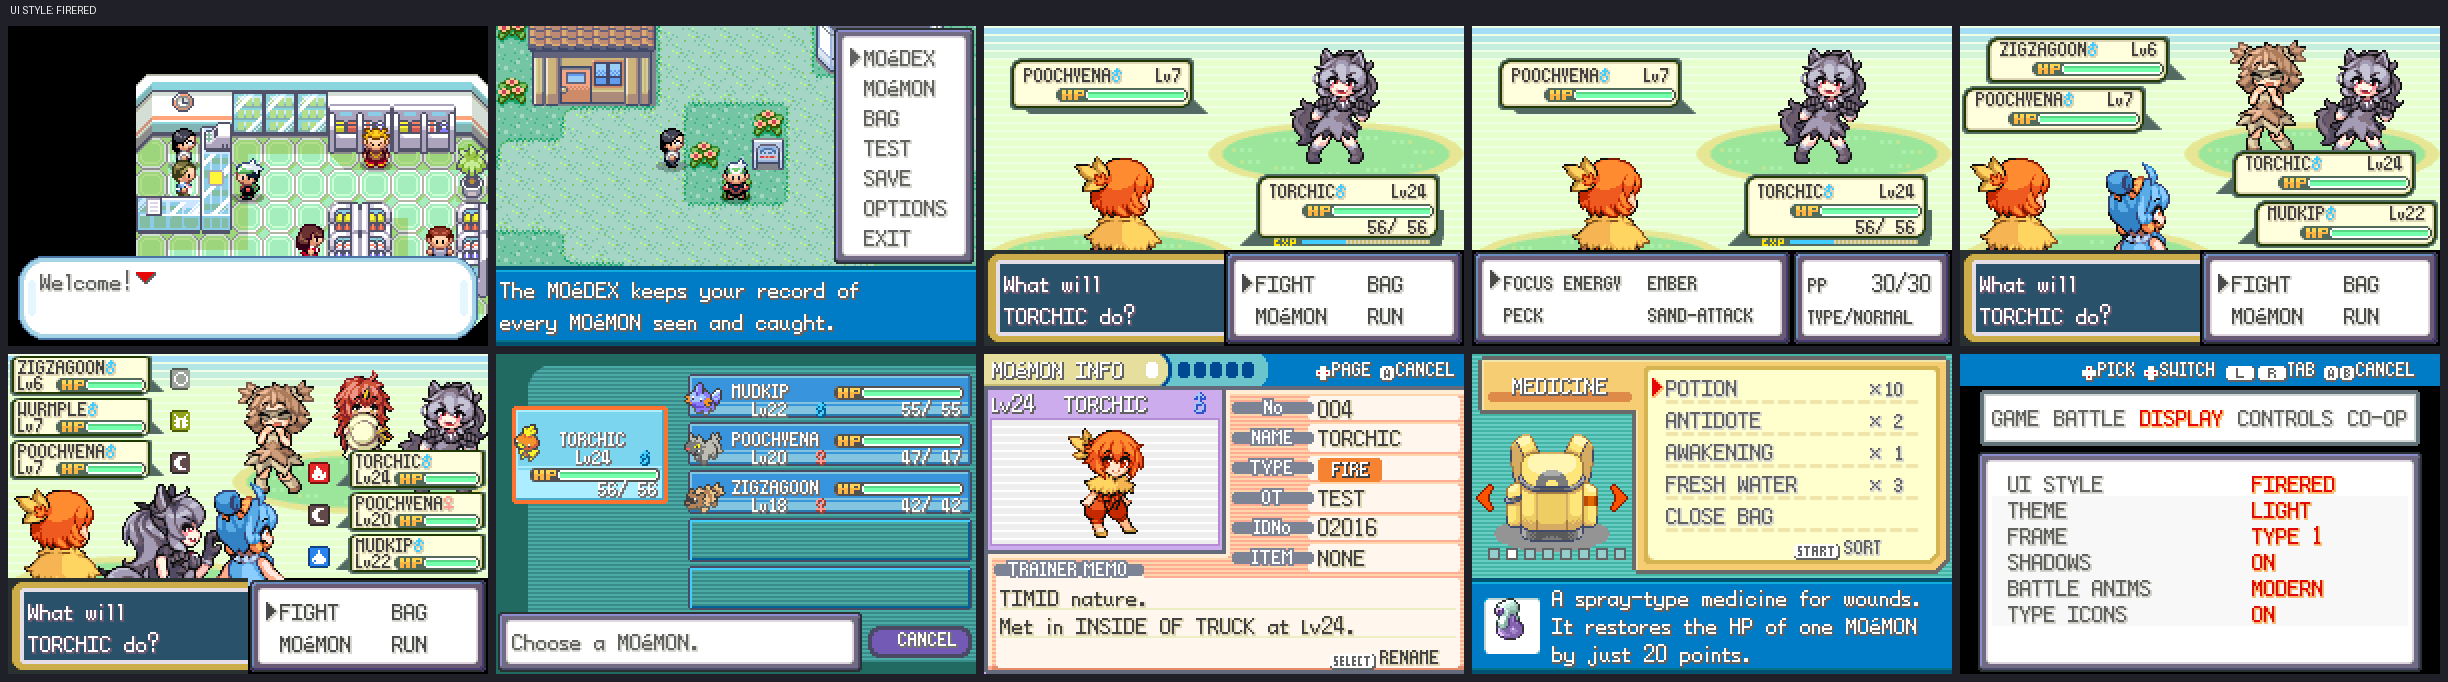 UI STYLE: FIRERED
Welcome!
MOéDEX
MOéMON
BAG
TEST
SAVE
OPTIONS
EXIT
The MOéDEX keeps your record of
every MOéMON seen and caught.
POOCHYENA♂ Lv7
HP
TORCHIC♂ Lv24
HP
56/ 56
EXP
What will
TORCHIC do?
FIGHT BAG
MOéMON RUN
POOCHYENA♂ Lv7
HP
TORCHIC♂ Lv24
HP
56/ 56
EXP
FOCUS ENERGY EMBER
PECK SAND-ATTACK
PP 30/30
TYPE/NORMAL
ZIGZAGOON♂ Lv6
HP
POOCHYENA♂ Lv7
HP
TORCHIC♂ Lv24
HP
MUDKIP♂ Lv22
HP
What will
TORCHIC do?
FIGHT BAG
MOéMON RUN
ZIGZAGOON♂
Lv6 HP
WURMPLE♂
Lv7 HP
POOCHYENA♂
Lv7 HP
TORCHIC♂
Lv24 HP
POOCHYENA♀
Lv20 HP
MUDKIP♂
Lv22 HP
What will
TORCHIC do?
FIGHT BAG
MOéMON RUN
TORCHIC
Lv24 ♂
HP
56/ 56
MUDKIP HP
Lv22 ♂ 55/ 55
POOCHYENA HP
Lv20 ♀ 47/ 47
ZIGZAGOON HP
Lv18 ♀ 42/ 42
Choose a MOéMON.
CANCEL
MOéMON INFO PAGE A CANCEL
Lv24 TORCHIC ♂
No 004
NAME TORCHIC
TYPE FIRE
OT TEST
IDNo 02016
ITEM NONE
TRAINER MEMO
TIMID nature.
Met in INSIDE OF TRUCK at Lv24.
SELECT RENAME
MEDICINE
POTION ×10
ANTIDOTE × 2
AWAKENING × 1
FRESH WATER × 3
CLOSE BAG
START SORT
A spray-type medicine for wounds.
It restores the HP of one MOéMON
by just 20 points.
PICK SWITCH L R TAB A B CANCEL
GAME BATTLE DISPLAY CONTROLS CO-OP
UI STYLE FIRERED
THEME LIGHT
FRAME TYPE 1
SHADOWS ON
BATTLE ANIMS MODERN
TYPE ICONS ON